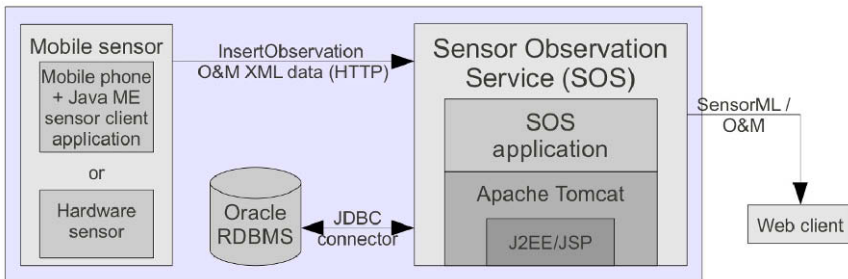 Mobile sensor
Mobile phone
+ Java ME
sensor client
application
or
Hardware
sensor
InsertObservation
O&M XML data (HTTP)
Oracle
RDBMS
JDBC
connector
Sensor Observation
Service (SOS)
SOS
application
Apache Tomcat
J2EE/JSP
SensorML /
O&M
Web client